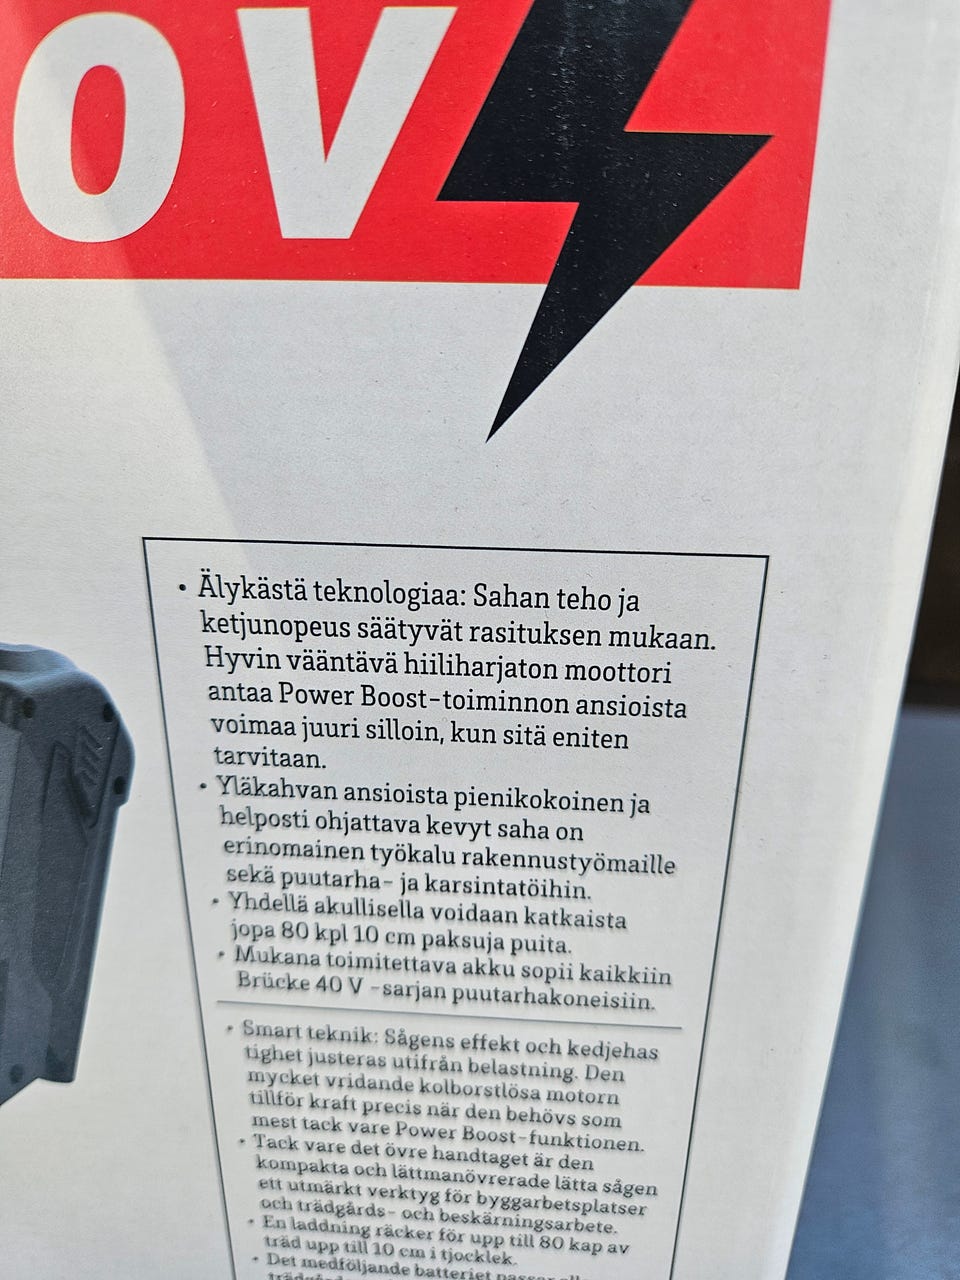 0V
• Älykästä teknologiaa: Sahan teho ja
ketjunopeus säätyvät rasituksen mukaan.
Hyvin vääntävä hiiliharjaton moottori
antaa Power Boost-toiminnon ansioista
voimaa juuri silloin, kun sitä eniten
tarvitaan.
• Yläkahvan ansioista pienikokoinen ja
helposti ohjattava kevyt saha on
erinomainen työkalu rakennustyömaille
sekä puutarha- ja karsintatöihin.
• Yhdellä akullisella voidaan katkaista
jopa 80 kpl 10 cm paksuja puita.
• Mukana toimitettava akku sopii kaikkiin
Brücke 40 V -sarjan puutarhakoneisiin.
• Smart teknik: Sågens effekt och kedjehas
tighet justeras utifrån belastning. Den
mycket vridande kolborstlösa motorn
tillför kraft precis när den behövs som
mest tack vare Power Boost-funktionen.
• Tack vare det övre handtaget är den
kompakta och lättmanövrerade lätta sågen
ett utmärkt verktyg för byggarbetsplatser
och trädgårds- och beskärningsarbete.
• En laddning räcker för upp till 80 kap av
träd upp till 10 cm i tjocklek.
• Det medföljande batteriet passar